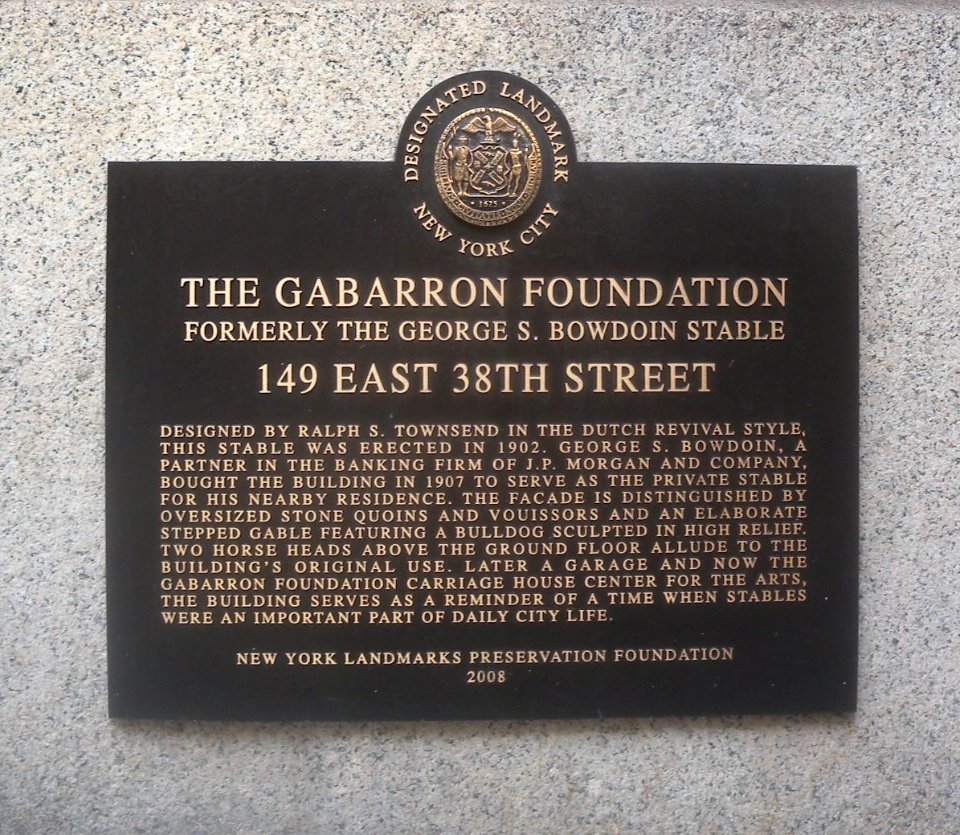 DESIGNATED LANDMARK
1625
NEW YORK CITY
THE GABARRON FOUNDATION
FORMERLY THE GEORGE S. BOWDOIN STABLE
149 EAST 38TH STREET
DESIGNED BY RALPH S. TOWNSEND IN THE DUTCH REVIVAL STYLE,
THIS STABLE WAS ERECTED IN 1902. GEORGE S. BOWDOIN, A
PARTNER IN THE BANKING FIRM OF J.P. MORGAN AND COMPANY,
BOUGHT THE BUILDING IN 1907 TO SERVE AS THE PRIVATE STABLE
FOR HIS NEARBY RESIDENCE. THE FACADE IS DISTINGUISHED BY
OVERSIZED STONE QUOINS AND VOUISSORS AND AN ELABORATE
STEPPED GABLE FEATURING A BULLDOG SCULPTED IN HIGH RELIEF.
TWO HORSE HEADS ABOVE THE GROUND FLOOR ALLUDE TO THE
BUILDING'S ORIGINAL USE. LATER A GARAGE AND NOW THE
GABARRON FOUNDATION CARRIAGE HOUSE CENTER FOR THE ARTS,
THE BUILDING SERVES AS A REMINDER OF A TIME WHEN STABLES
WERE AN IMPORTANT PART OF DAILY CITY LIFE.
NEW YORK LANDMARKS PRESERVATION FOUNDATION
2008